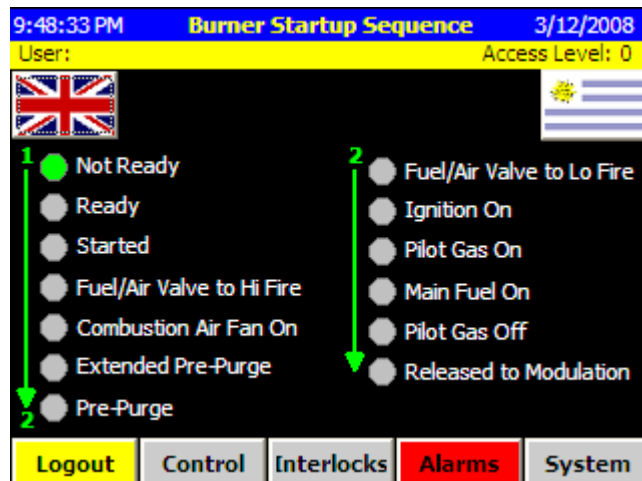 9:48:33 PM Burner Startup Sequence 3/12/2008
User: Access Level: 0
1
Not Ready
Ready
Started
Fuel/Air Valve to Hi Fire
Combustion Air Fan On
Extended Pre-Purge
2 Pre-Purge
2
Fuel/Air Valve to Lo Fire
Ignition On
Pilot Gas On
Main Fuel On
Pilot Gas Off
Released to Modulation
Logout Control Interlocks Alarms System